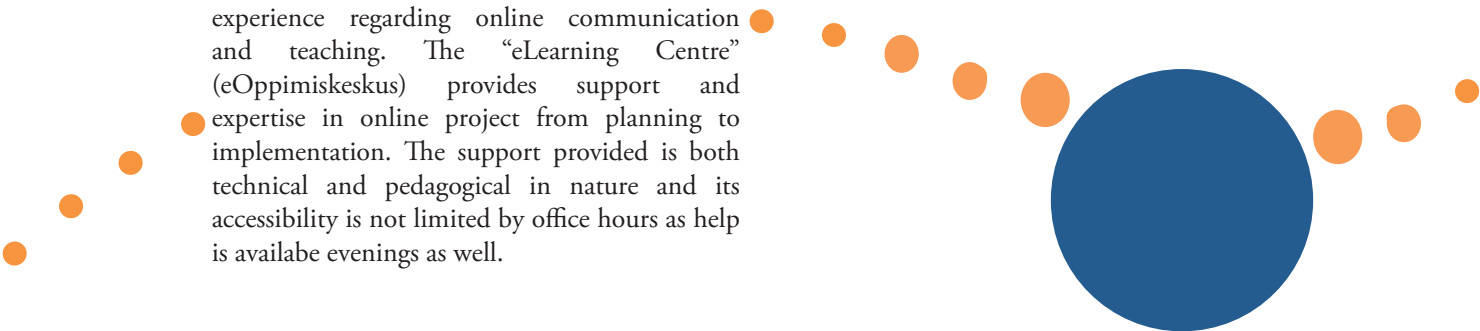 experience regarding online communication
and teaching. The “eLearning Centre”
(eOppimiskeskus) provides support and
expertise in online project from planning to
implementation. The support provided is both
technical and pedagogical in nature and its
accessibility is not limited by office hours as help
is availabe evenings as well.